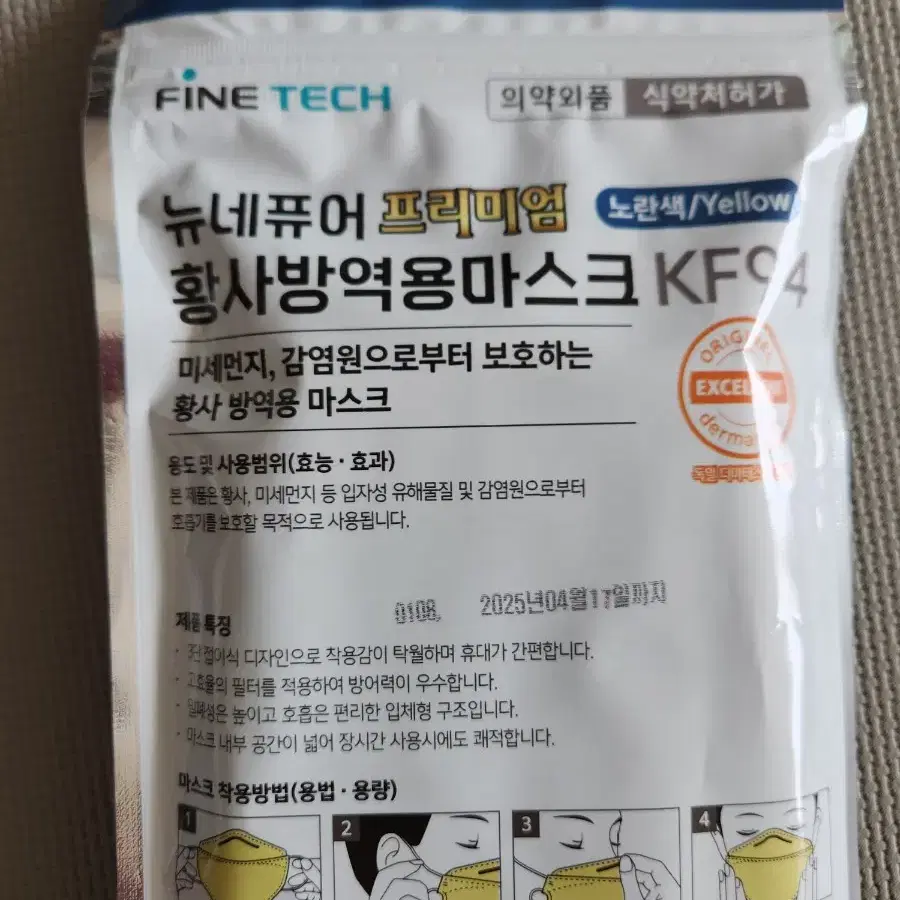 FINE TECH
의약외품 식약처허가
뉴네퓨어 프리미엄 노란색/Yellow
황사방역용마스크 KF94
미세먼지, 감염원으로부터 보호하는
황사 방역용 마스크
ORIGINAL
EXCELLENT
용도 및 사용범위(효능·효과)
본 제품은 황사, 미세먼지 등 입자성 유해물질 및 감염원으로부터
호흡기를 보호할 목적으로 사용됩니다.
0108, 2025년04월17일까지
제품 특징
· 3단 접이식 디자인으로 착용감이 탁월하며 휴대가 간편합니다.
· 고효율의 필터를 적용하여 방어력이 우수합니다.
· 밀폐성은 높이고 호흡은 편리한 입체형 구조입니다.
· 마스크 내부 공간이 넓어 장시간 사용시에도 쾌적합니다.
마스크 착용방법(용법·용량)
1 2 3 4